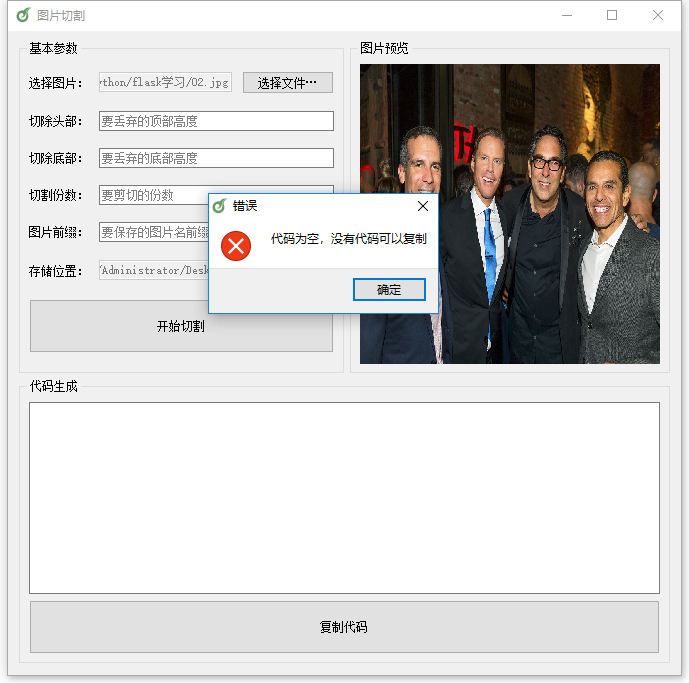 图片切割
基本参数
选择图片：
ython/flask学习/02.jpg
选择文件…
切除头部：
要丢弃的顶部高度
切除底部：
要丢弃的底部高度
切割份数：
要剪切的份数
图片前缀：
要保存的图片名前缀
存储位置：
/Administrator/Desk
开始切割
图片预览
错误
代码为空，没有代码可以复制
确定
代码生成
复制代码